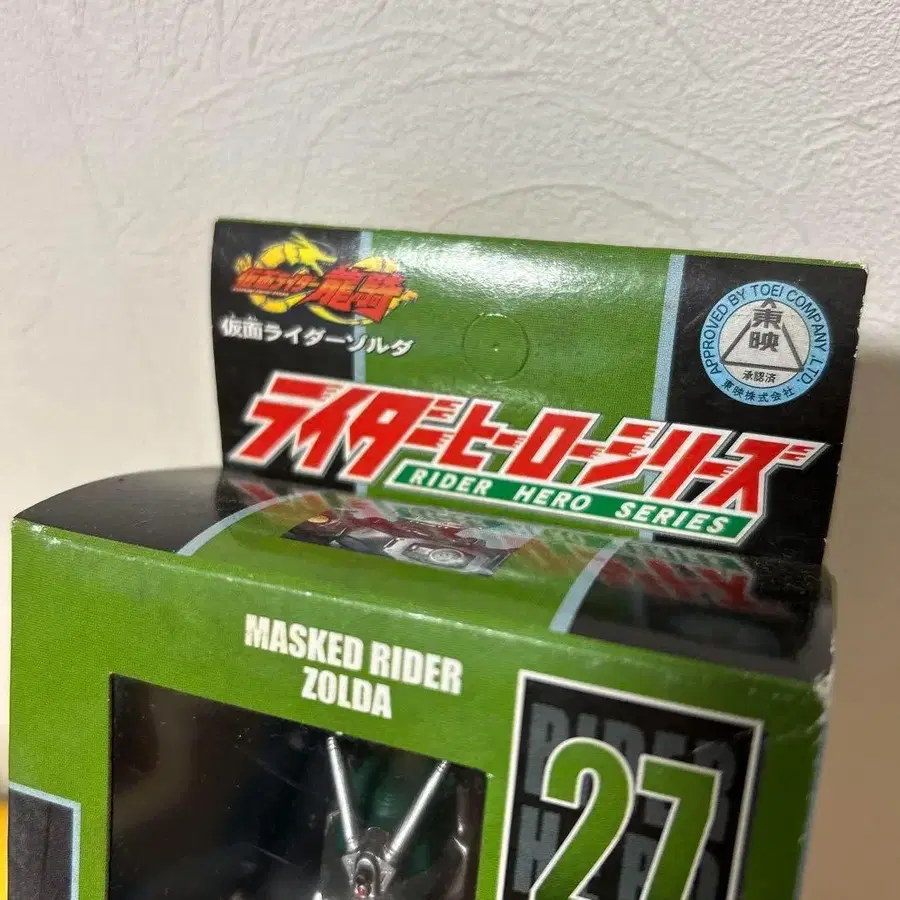 仮面ライダー龍騎
仮面ライダーゾルダ
APPROVED BY TOEI COMPANY, LTD.
東映
承認済
東映株式会社
ライダーヒーローシリーズ
RIDER HERO SERIES
MASKED RIDER
ZOLDA
RIDER
HERO
27